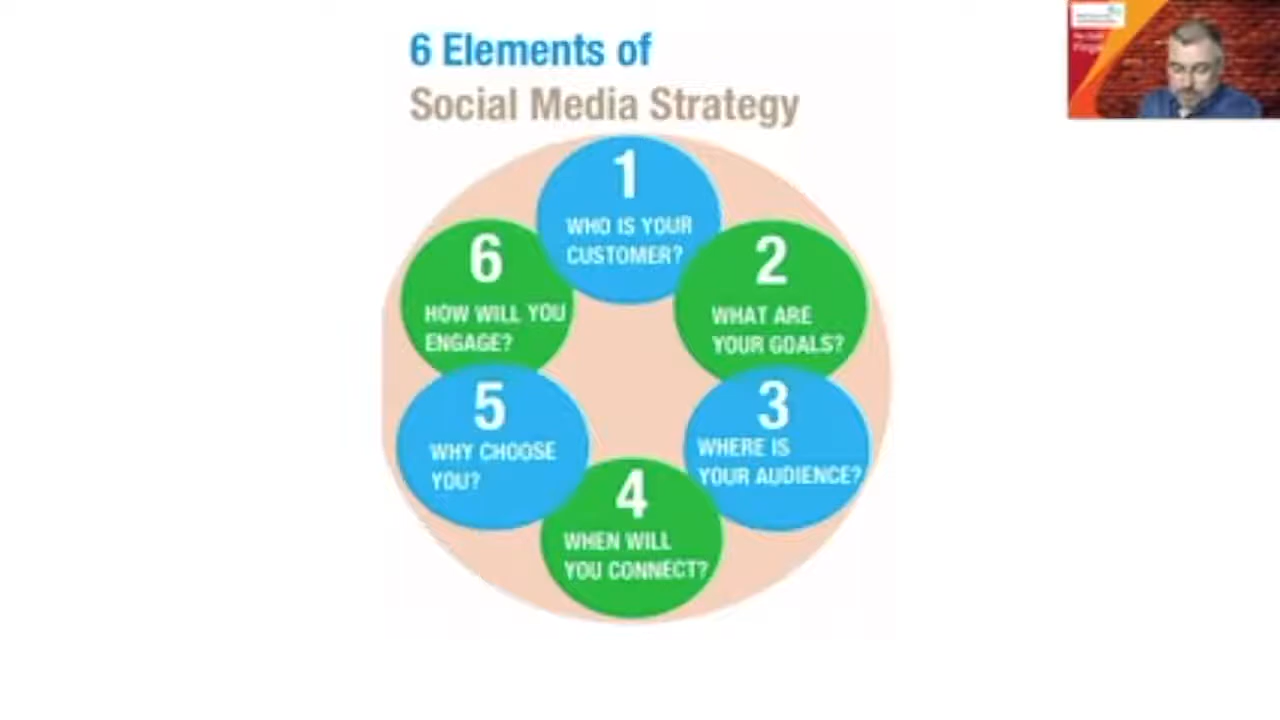 6 Elements of
Social Media Strategy
1
WHO IS YOUR
CUSTOMER?
2
WHAT ARE
YOUR GOALS?
3
WHERE IS
YOUR AUDIENCE?
4
WHEN WILL
YOU CONNECT?
5
WHY CHOOSE
YOU?
6
HOW WILL YOU
ENGAGE?